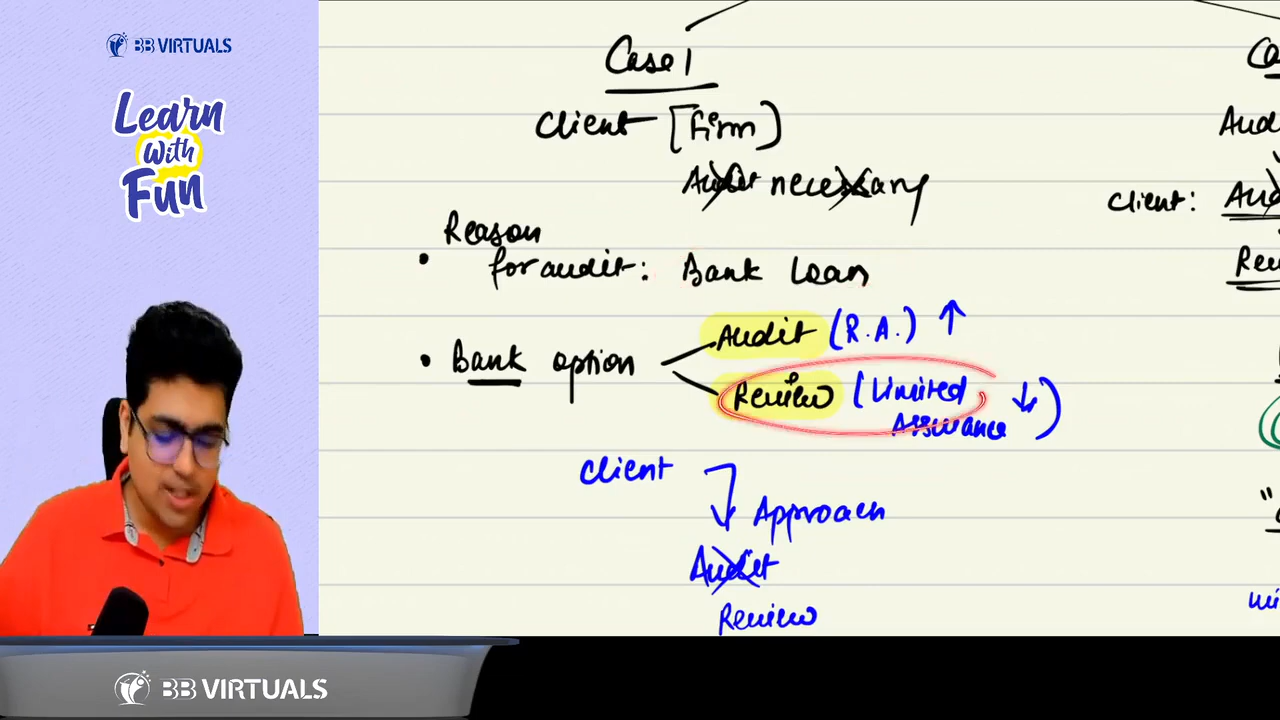 BB VIRTUALS
Learn
With
Fun
Case 1
Client [Firm]
Audit necessary
• Reason
for audit: Bank Loan
• Bank option
Audit (R.A.) ↑
Review (Limited
Assurance ↓)
Client
↓ Approach
Audit
Review
Client:
BB VIRTUALS